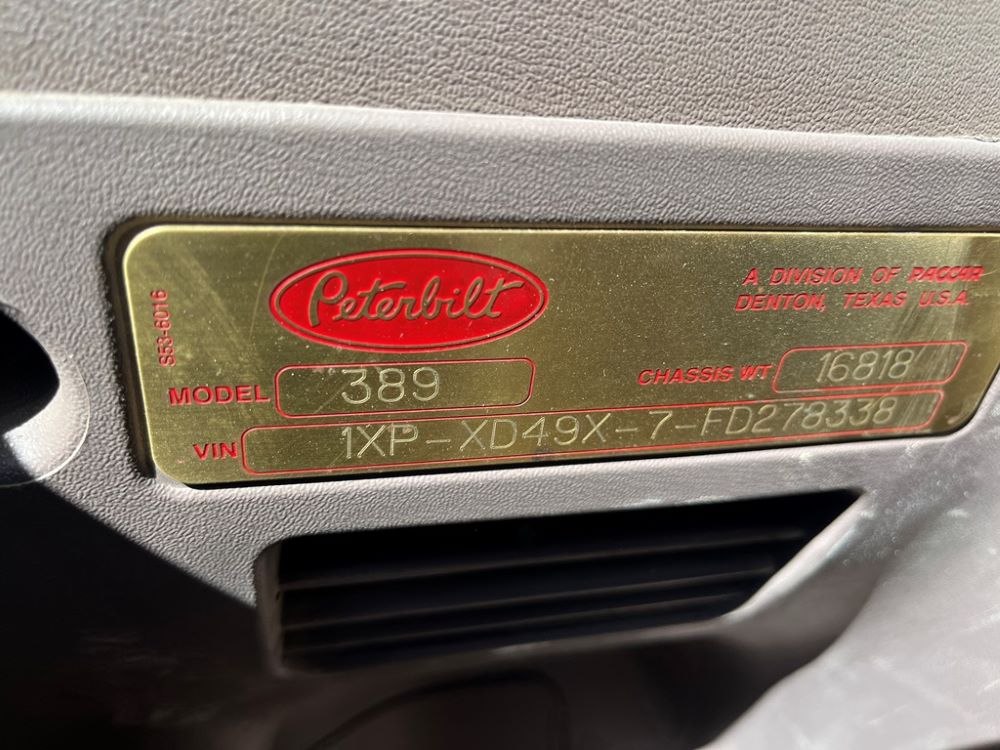 Peterbilt
A DIVISION OF PACCAR
DENTON, TEXAS U.S.A.
S53-6016
MODEL 389
CHASSIS WT 16818
VIN 1XP-XD49X-7-FD278338